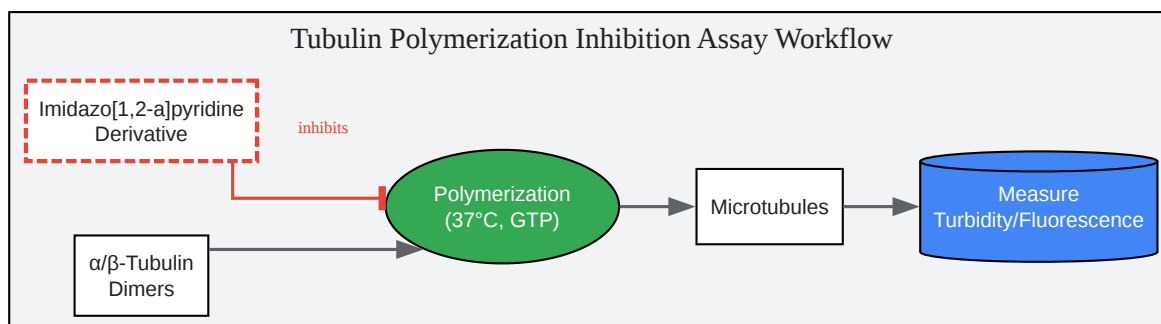 Tubulin Polymerization Inhibition Assay Workflow
Imidazo[1,2-a]pyridine
Derivative
inhibits
α/β-Tubulin
Dimers
Polymerization
(37°C, GTP)
Microtubules
Measure
Turbidity/Fluorescence